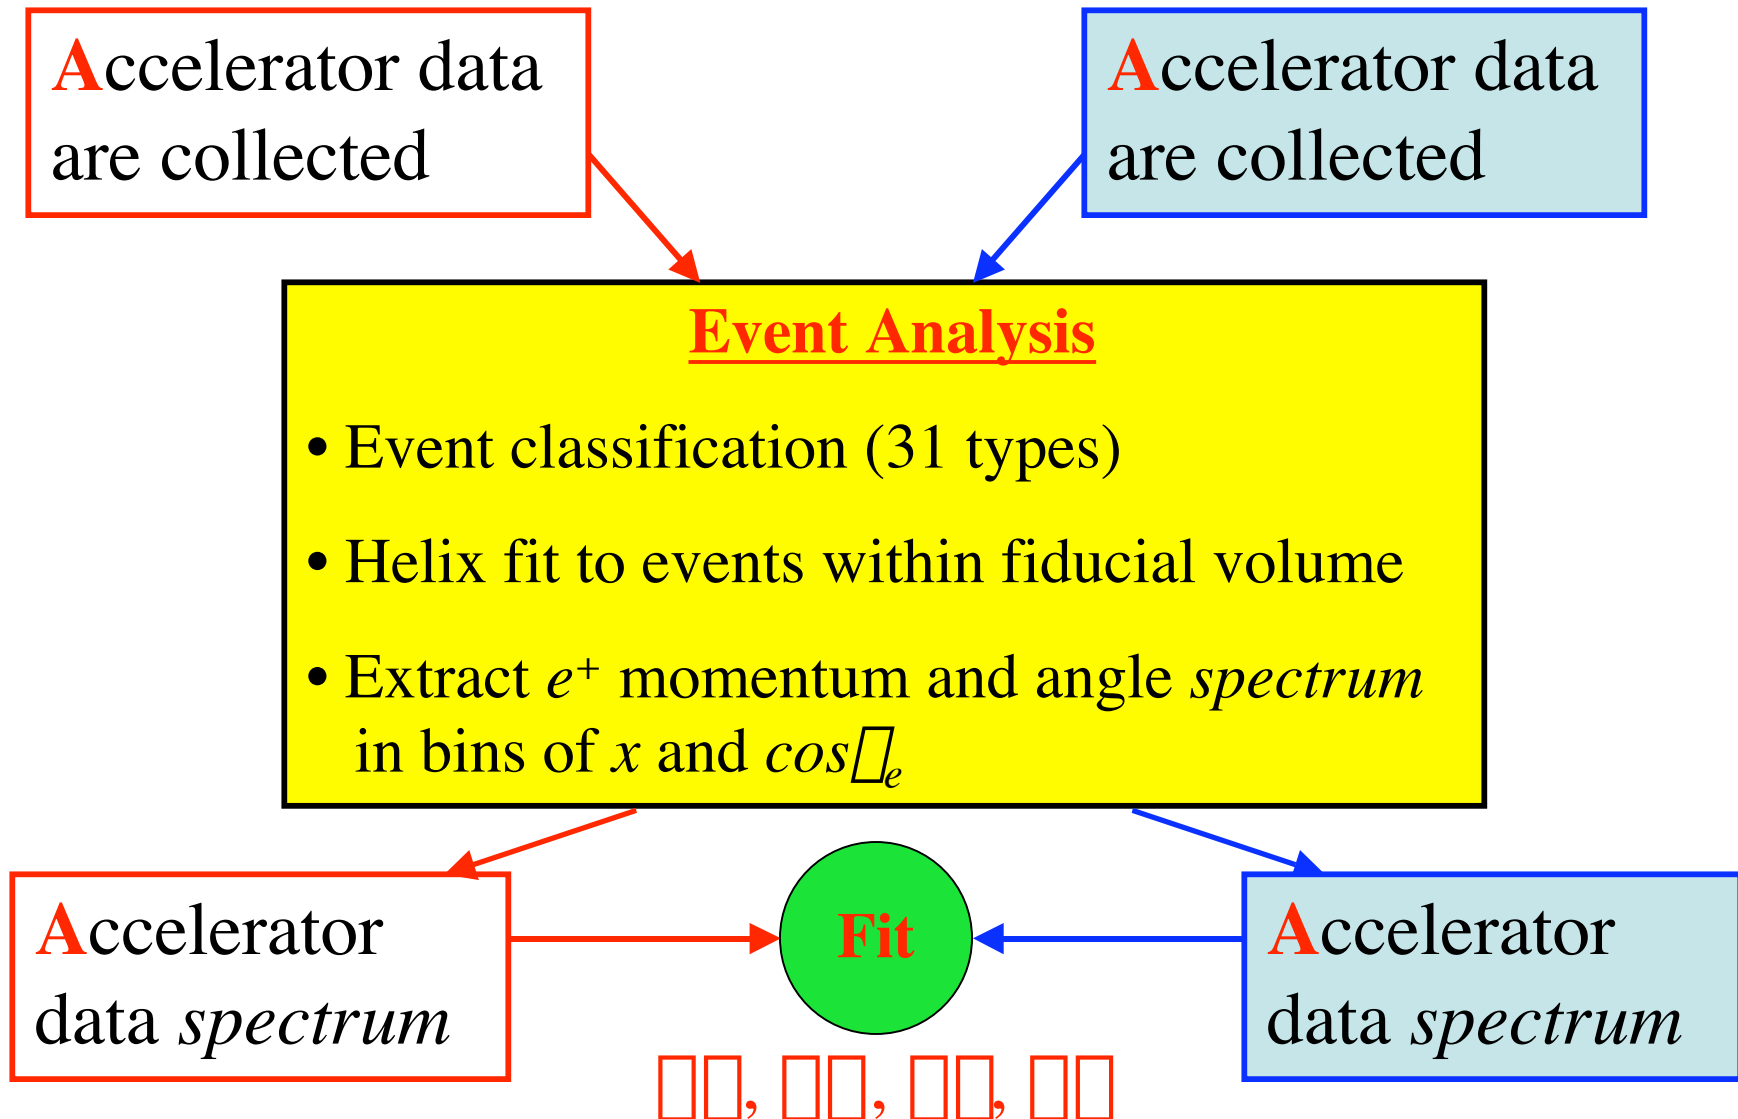 Accelerator data
are collected
Accelerator data
are collected
Event Analysis
• Event classification (31 types)
• Helix fit to events within fiducial volume
• Extract e⁺ momentum and angle spectrum
in bins of x and cos▯ₑ
Accelerator
data spectrum
Fit
Accelerator
data spectrum
▯▯, ▯▯, ▯▯, ▯▯